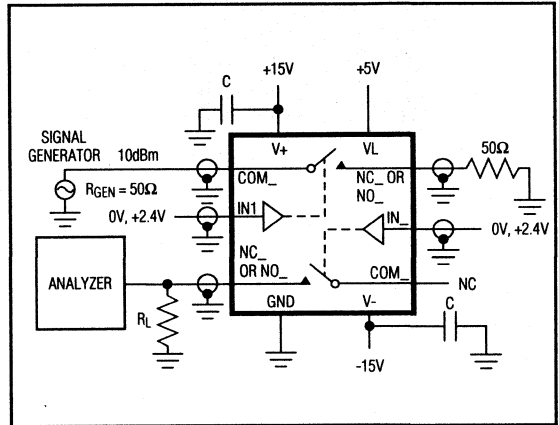 +15V
+5V
C
SIGNAL
GENERATOR
10dBm
V+
VL
50Ω
COM_
NC_ OR
NO_
RGEN = 50Ω
0V, +2.4V
IN1
IN_
0V, +2.4V
NC_
OR NO_
ANALYZER
COM_
NC
RL
GND
V-
C
-15V